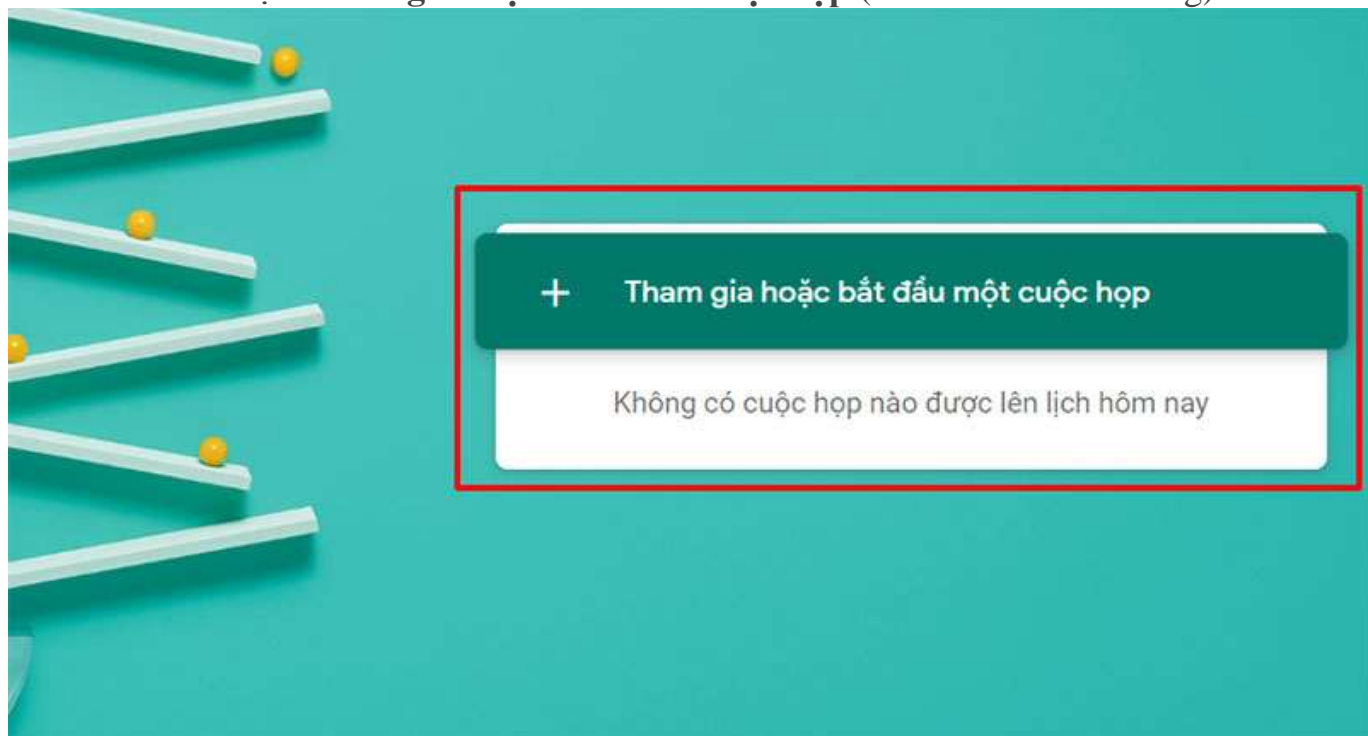 + Tham gia hoặc bắt đầu một cuộc họp
Không có cuộc họp nào được lên lịch hôm nay